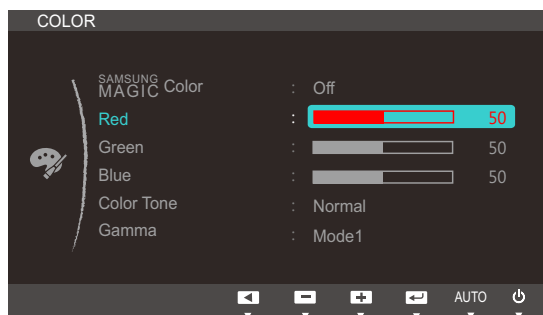 COLOR
SAMSUNG MAGIC Color : Off
Red : 50
Green : 50
Blue : 50
Color Tone : Normal
Gamma : Mode1
AUTO